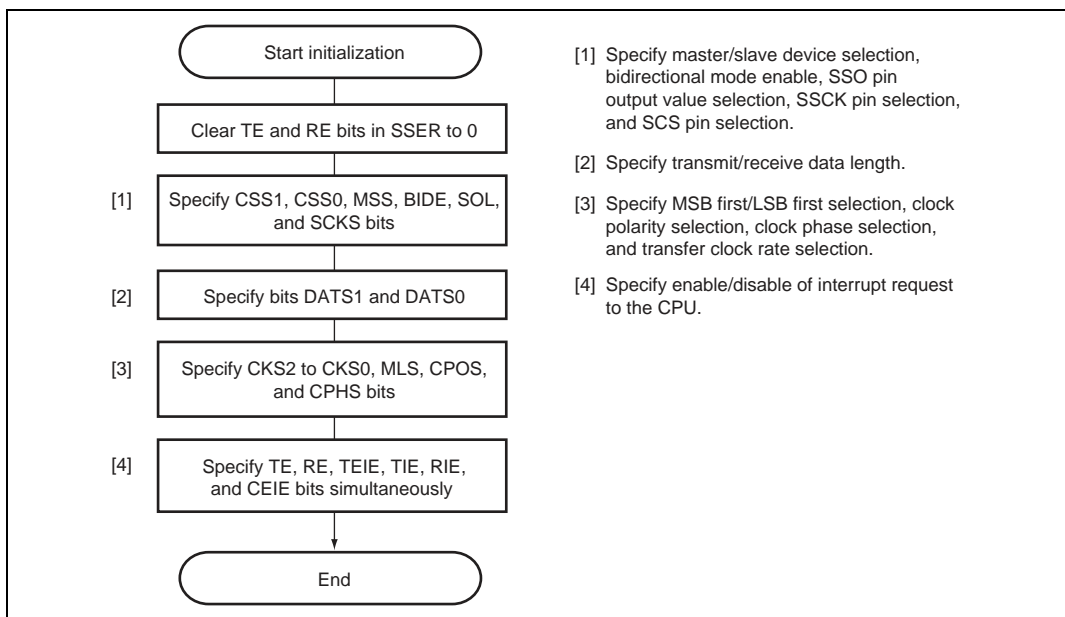 Start initialization
Clear TE and RE bits in SSER to 0
[1]
Specify CSS1, CSS0, MSS, BIDE, SOL,
and SCKS bits
[2]
Specify bits DATS1 and DATS0
[3]
Specify CKS2 to CKS0, MLS, CPOS,
and CPHS bits
[4]
Specify TE, RE, TEIE, TIE, RIE,
and CEIE bits simultaneously
End
[1] Specify master/slave device selection,
bidirectional mode enable, SSO pin
output value selection, SSCK pin selection,
and SCS pin selection.
[2] Specify transmit/receive data length.
[3] Specify MSB first/LSB first selection, clock
polarity selection, clock phase selection,
and transfer clock rate selection.
[4] Specify enable/disable of interrupt request
to the CPU.